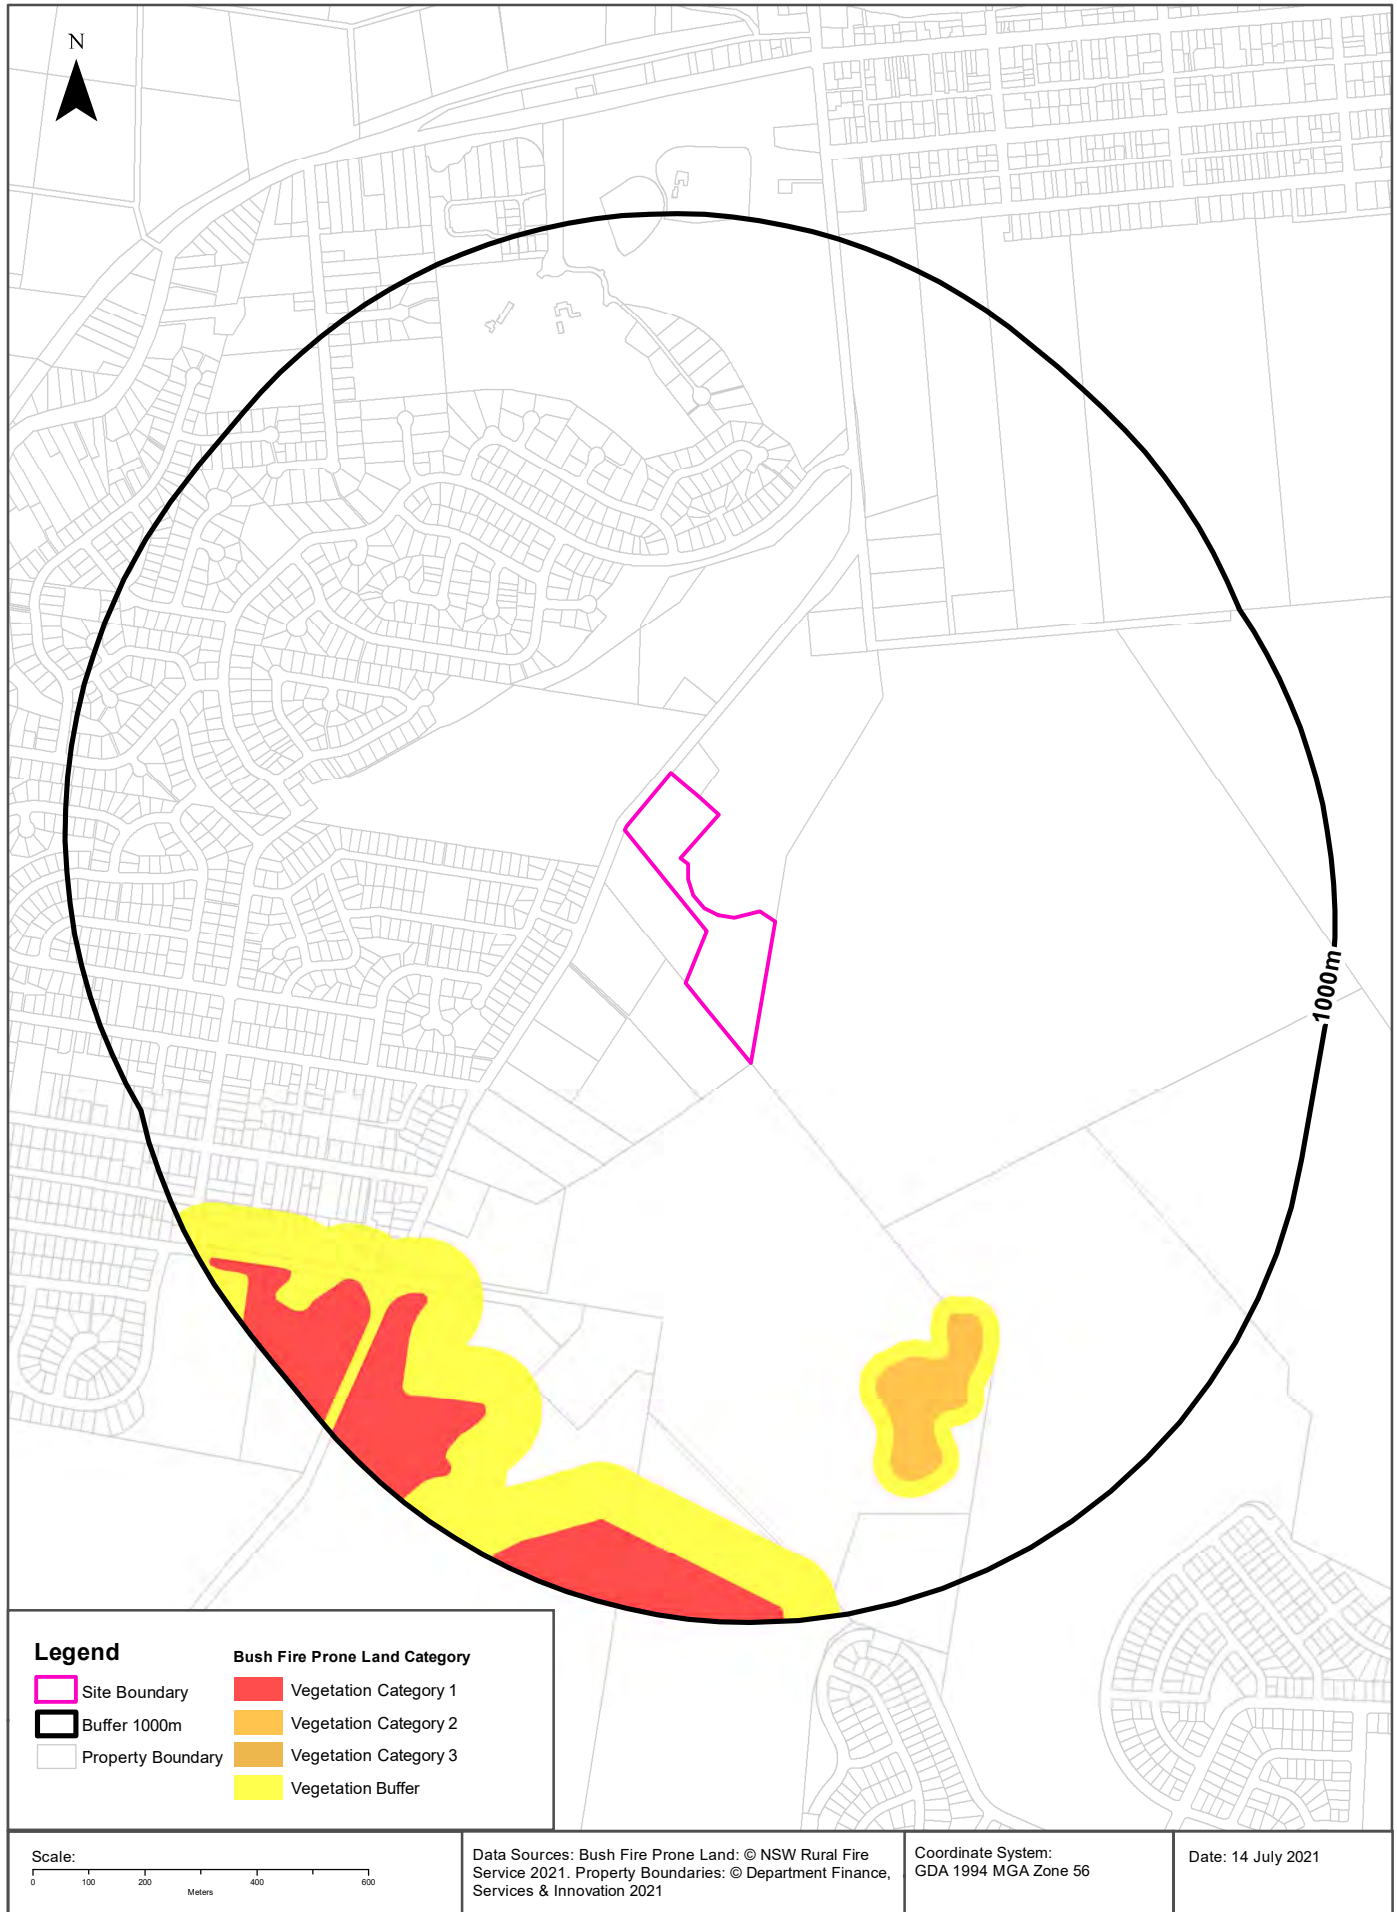 N
1000m
Legend
Site Boundary
Buffer 1000m
Property Boundary
Bush Fire Prone Land Category
Vegetation Category 1
Vegetation Category 2
Vegetation Category 3
Vegetation Buffer
Scale:
0 100 200 400 600
Meters
Data Sources: Bush Fire Prone Land: © NSW Rural Fire
Service 2021. Property Boundaries: © Department Finance,
Services & Innovation 2021
Coordinate System:
GDA 1994 MGA Zone 56
Date: 14 July 2021